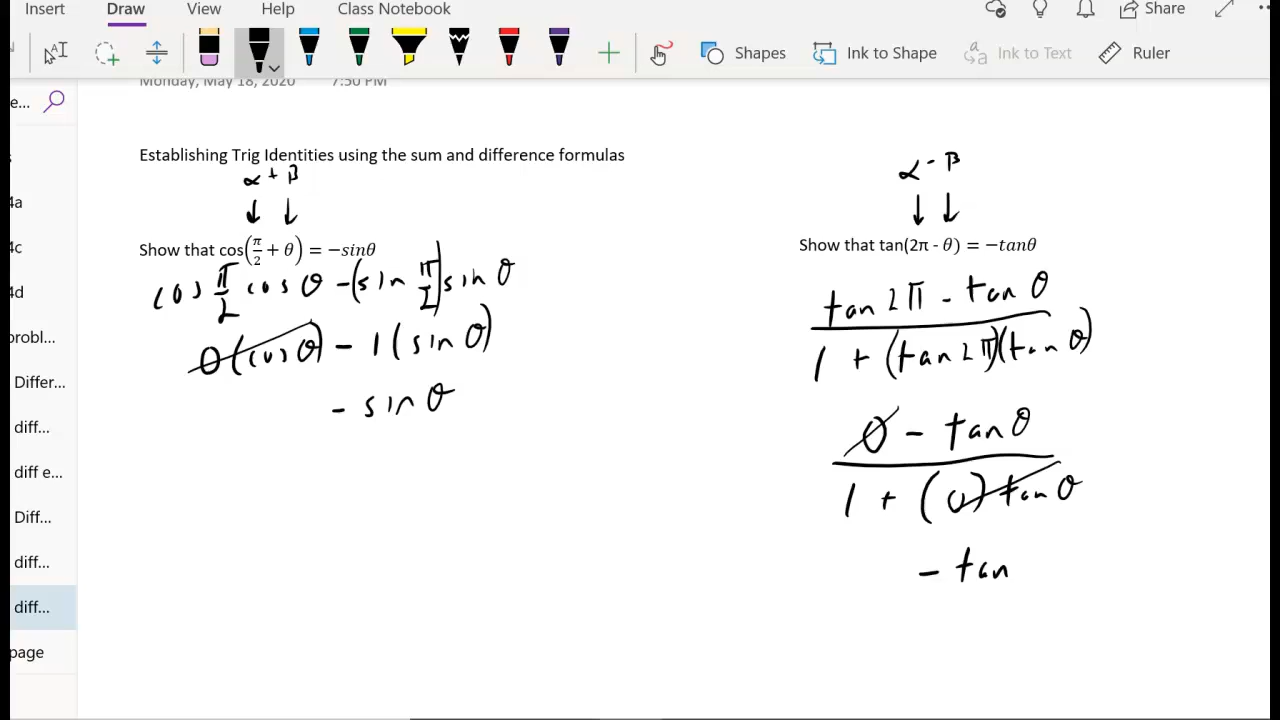 Insert Draw View Help Class Notebook Share
Shapes Ink to Shape Ink to Text Ruler
Monday, May 18, 2020 7:50 PM
e...
s
4a
4c
4d
probl...
Differ...
diff...
diff e...
Diff...
diff...
diff...
page
Establishing Trig Identities using the sum and difference formulas
α + β
↓ ↓
Show that cos(π/2 + θ) = −sinθ
cos π/2 cos θ − (sin π/2) sin θ
0(cos θ) − 1(sin θ)
− sin θ
α - β
↓ ↓
Show that tan(2π - θ) = −tanθ
tan 2π − tan θ
1 + (tan 2π)(tan θ)
0 − tan θ
1 + (0) tan θ
− tan